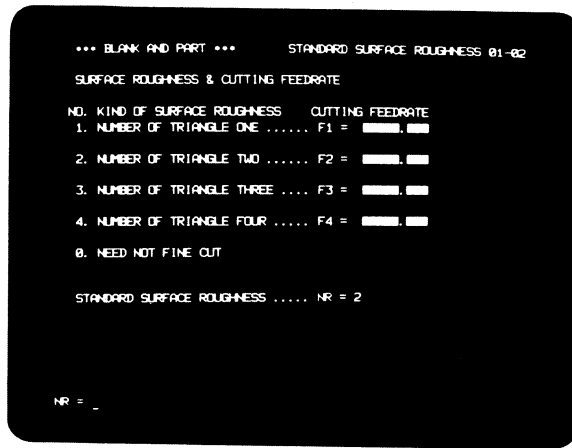 *** BLANK AND PART *** STANDARD SURFACE ROUGHNESS 01-02
SURFACE ROUGHNESS & CUTTING FEEDRATE
NO. KIND OF SURFACE ROUGHNESS CUTTING FEEDRATE
1. NUMBER OF TRIANGLE ONE ...... F1 = .
2. NUMBER OF TRIANGLE TWO ...... F2 = .
3. NUMBER OF TRIANGLE THREE .... F3 = .
4. NUMBER OF TRIANGLE FOUR ..... F4 = .
0. NEED NOT FINE CUT
STANDARD SURFACE ROUGHNESS ..... NR = 2
NR = _